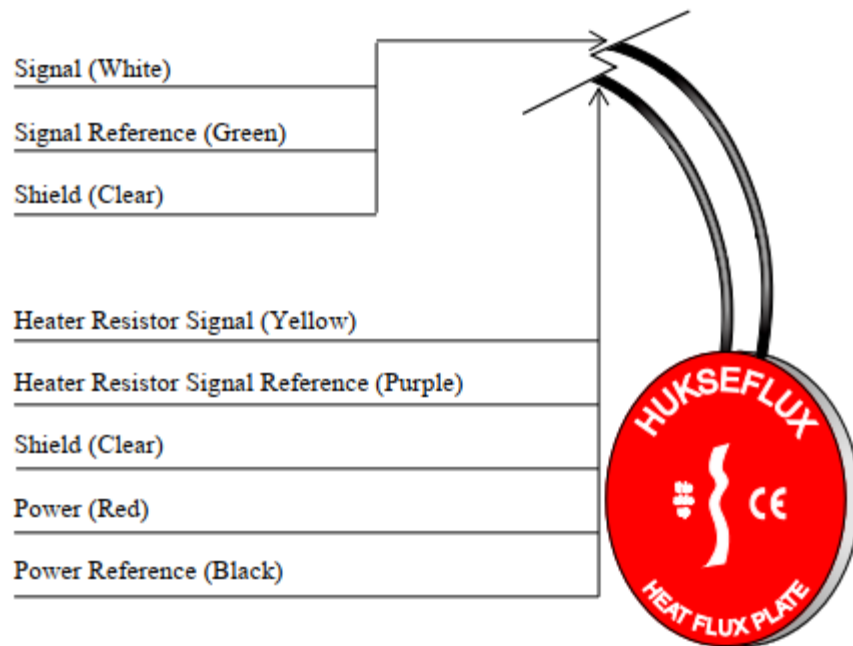 Signal (White)
Signal Reference (Green)
Shield (Clear)
Heater Resistor Signal (Yellow)
Heater Resistor Signal Reference (Purple)
Shield (Clear)
Power (Red)
Power Reference (Black)
HUKSEFLUX
CE
HEAT FLUX PLATE